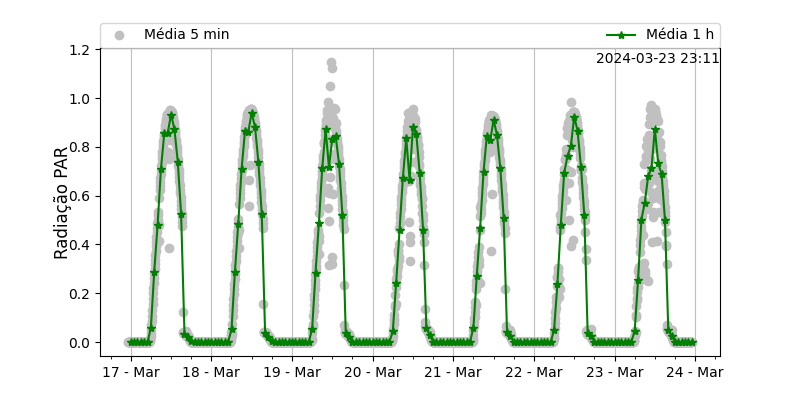 Média 5 min
Média 1 h
2024-03-23 23:11
Radiação PAR
1.2
1.0
0.8
0.6
0.4
0.2
0.0
17 - Mar 18 - Mar 19 - Mar 20 - Mar 21 - Mar 22 - Mar 23 - Mar 24 - Mar